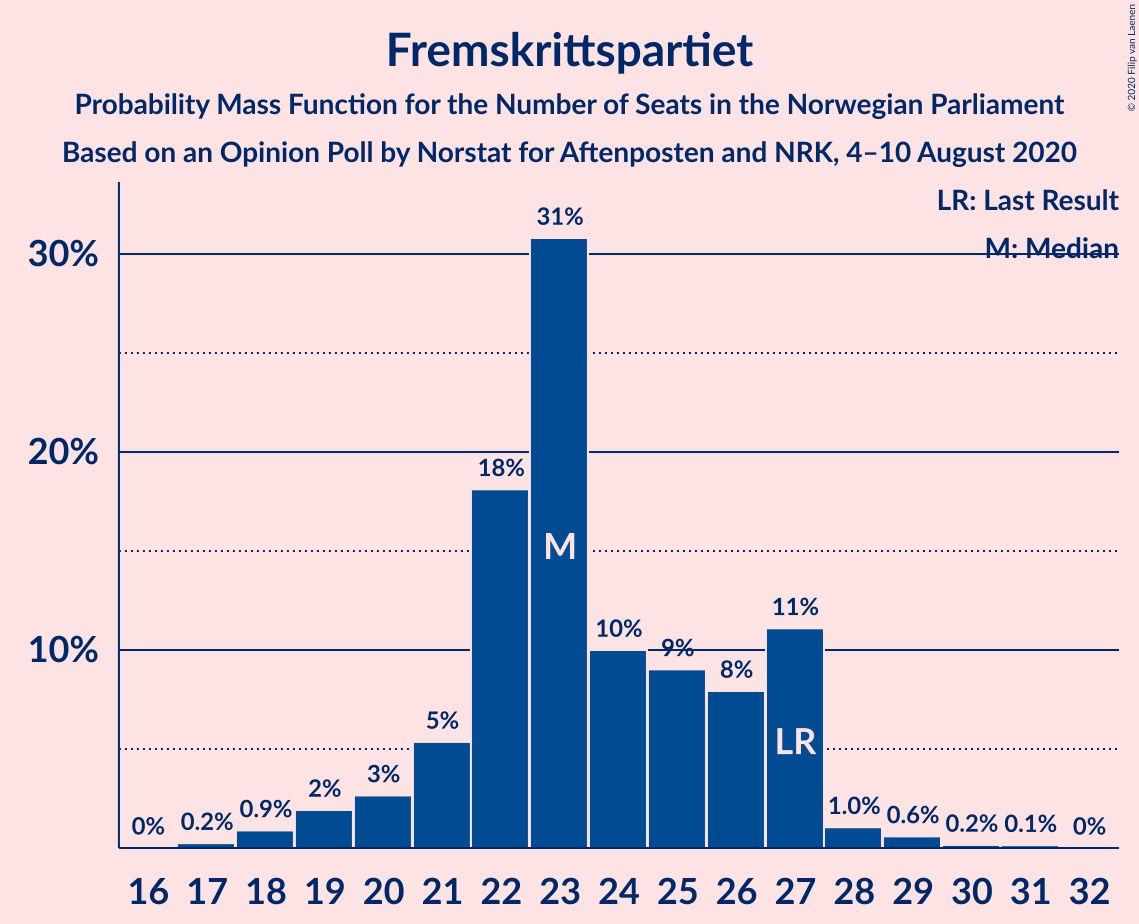 Fremskrittspartiet
Probability Mass Function for the Number of Seats in the Norwegian Parliament
Based on an Opinion Poll by Norstat for Aftenposten and NRK, 4–10 August 2020
© 2020 Filip van Laenen
LR: Last Result
M: Median
30%
20%
10%
0% 0.2% 0.9% 2% 3% 5% 18% 31% 10% 9% 8% 11% 1.0% 0.6% 0.2% 0.1% 0%
M
LR
16 17 18 19 20 21 22 23 24 25 26 27 28 29 30 31 32